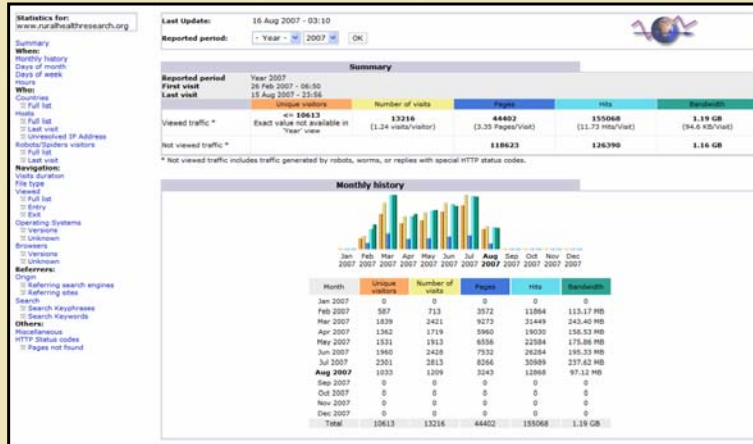 Statistics for:
www.ruralhealthresearch.org
Summary
When:
Monthly history
Days of month
Days of week
Hours
Who:
Countries
Full list
Hosts
Full list
Last visit
Unresolved IP Address
Robots/Spiders visitors
Full list
Last visit
Navigation:
Visits duration
File type
Viewed
Full list
Entry
Exit
Operating Systems
Versions
Unknown
Browsers
Versions
Unknown
Referrers:
Origin
Referring search engines
Referring sites
Search
Search Keyphrases
Search Keywords
Others:
Miscellaneous
HTTP Status codes
Pages not found
Last Update: 16 Aug 2007 - 03:10
Reported period: - Year - 2007 OK
Summary
Reported period Year 2007
First visit 26 Feb 2007 - 06:50
Last visit 15 Aug 2007 - 23:56
Unique visitors Number of visits Pages Hits Bandwidth
Viewed traffic * <= 10613 13216 44402 155068 1.19 GB
Exact value not available in 'Year' view (1.24 visits/visitor) (3.35 Pages/Visit) (11.73 Hits/Visit) (94.6 KB/Visit)
Not viewed traffic * 118623 126390 1.16 GB
* Not viewed traffic includes traffic generated by robots, worms, or replies with special HTTP status codes.
Monthly history
Jan Feb Mar Apr May Jun Jul Aug Sep Oct Nov Dec
2007 2007 2007 2007 2007 2007 2007 2007 2007 2007 2007 2007
Month Unique visitors Number of visits Pages Hits Bandwidth
Jan 2007 0 0 0 0 0
Feb 2007 587 713 3572 11864 113.17 MB
Mar 2007 1839 2421 9273 31449 243.40 MB
Apr 2007 1362 1719 5960 19030 158.53 MB
May 2007 1531 1913 6556 22584 175.86 MB
Jun 2007 1960 2428 7532 26284 195.33 MB
Jul 2007 2301 2813 8266 30989 237.62 MB
Aug 2007 1033 1209 3243 12868 97.12 MB
Sep 2007 0 0 0 0 0
Oct 2007 0 0 0 0 0
Nov 2007 0 0 0 0 0
Dec 2007 0 0 0 0 0
Total 10613 13216 44402 155068 1.19 GB